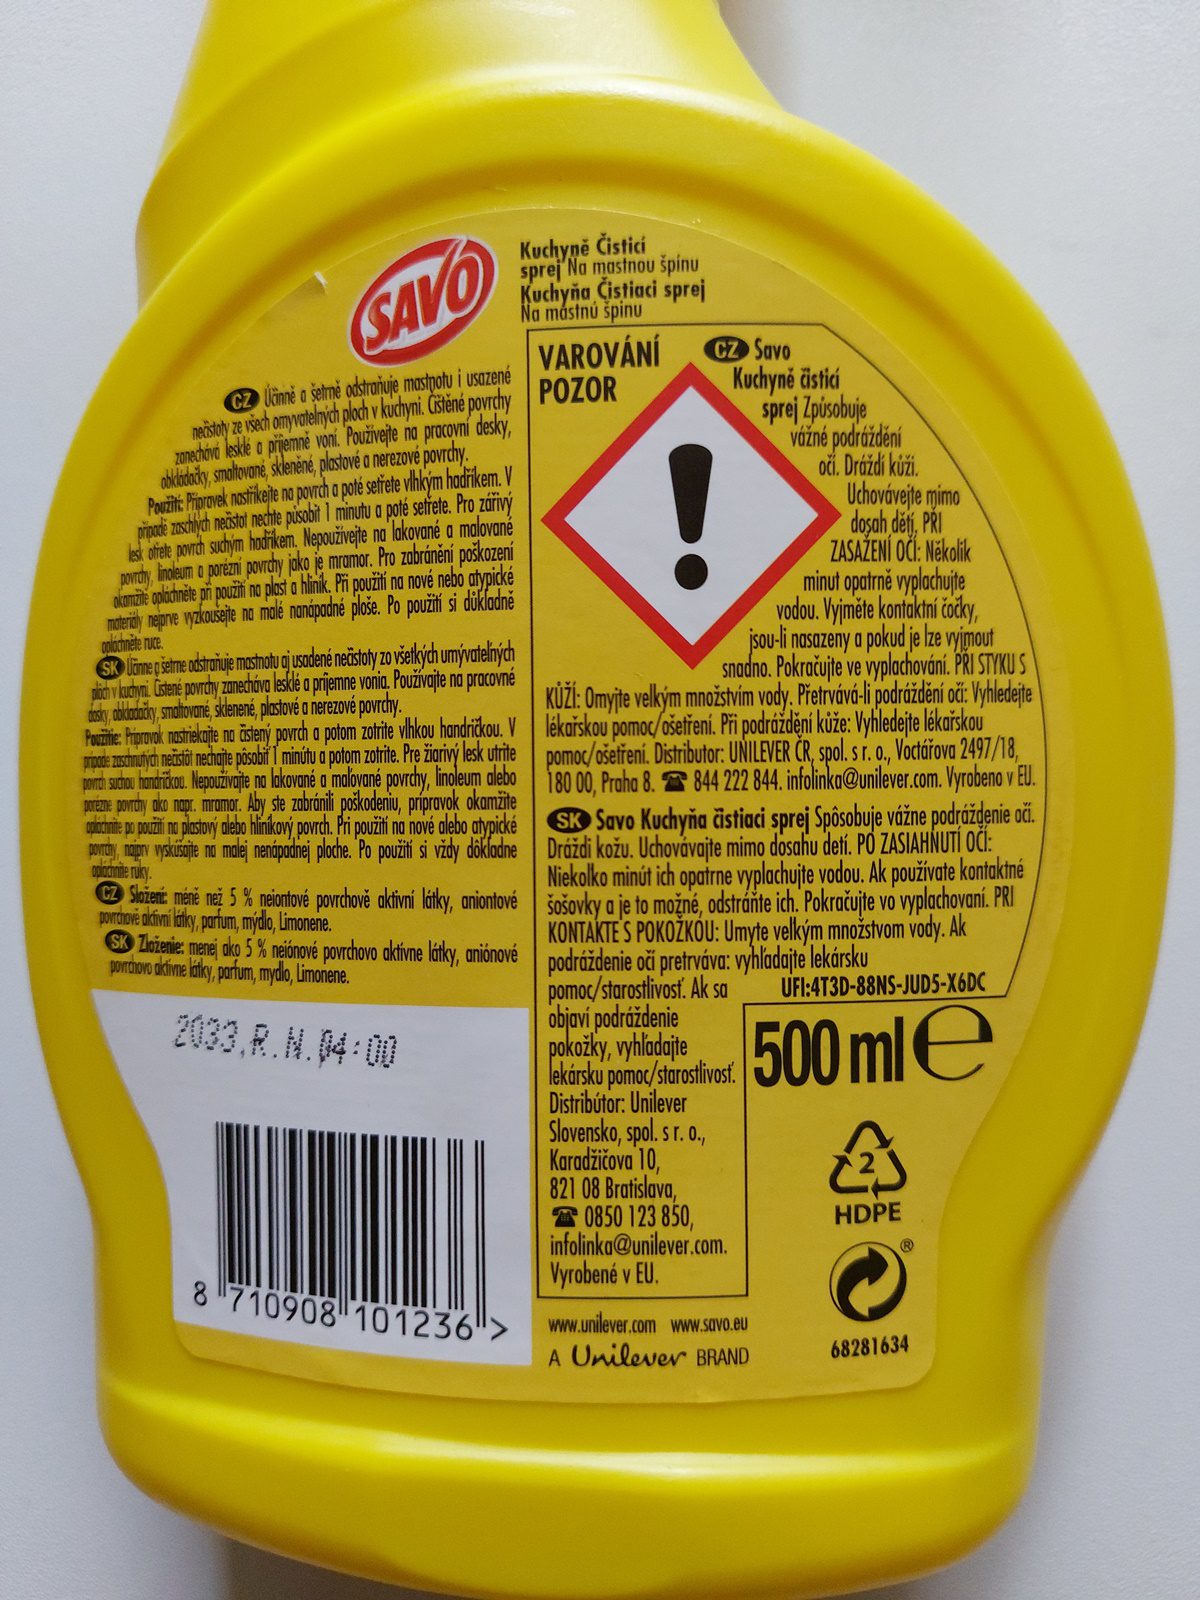 SAVO
Kuchyně Čisticí
sprej Na mastnou špínu
Kuchyňa Čistiaci sprej
Na mastnú špinu
CZ Účinně a šetrně odstraňuje mastnotu i usazené
nečistoty ze všech omyvatelných ploch v kuchyni. Čištěné povrchy
zanechává lesklé a příjemně voní. Používejte na pracovní desky,
obkládačky, smaltované, skleněné, plastové a nerezové povrchy.
Použití: Přípravek nastříkejte na povrch a poté setřete vlhkým hadříkem. V
případě zaschlých nečistot nechte působit 1 minutu a poté setřete. Pro zářivý
lesk otřete povrch suchým hadříkem. Nepoužívejte na lakované a malované
povrchy, linoleum a porézní povrchy jako je mramor. Pro zabránění poškození
okamžitě opláchněte při použití na plast a hliník. Při použití na nové nebo atypické
materiály nejprve vyzkoušejte na malé nenápadné ploše. Po použití si důkladně
opláchněte ruce.
SK Účinne a šetrne odstraňuje mastnotu aj usadené nečistoty zo všetkých umývateľných
plôch v kuchyni. Čistené povrchy zanecháva lesklé a príjemne vonia. Používajte na pracovné
dosky, obkladačky, smaltované, sklenené, plastové a nerezové povrchy.
Použitie: Prípravok nastriekajte na čistený povrch a potom zotrite vlhkou handričkou. V
prípade zaschnutých nečistôt nechajte pôsobiť 1 minútu a potom zotrite. Pre žiarivý lesk utrite
povrch suchou handričkou. Nepoužívajte na lakované a maľované povrchy, linoleum alebo
porézne povrchy ako napr. mramor. Aby ste zabránili poškodeniu, prípravok okamžite
opláchnite po použití na plastový alebo hliníkový povrch. Pri použití na nové alebo atypické
povrchy, najprv vyskúšajte na malej nenápadnej ploche. Po použití si vždy dôkladne
opláchnite ruky.
CZ Složení: méně než 5 % neiontové povrchově aktivní látky, aniontové
povrchově aktivní látky, parfum, mýdlo, Limonene.
SK Zloženie: menej ako 5 % neiónové povrchovo aktívne látky, aniónové
povrchovo aktívne látky, parfum, mydlo, Limonene.
2033.R.N.04:00
8 710908 101236 >
VAROVÁNÍ
POZOR
CZ Savo
Kuchyně čisticí
sprej Způsobuje
vážné podráždění
očí. Dráždí kůži.
Uchovávejte mimo
dosah dětí. PŘI
ZASAŽENÍ OČÍ: Několik
minut opatrně vyplachujte
vodou. Vyjměte kontaktní čočky,
jsou-li nasazeny a pokud je lze vyjmout
snadno. Pokračujte ve vyplachování. PŘI STYKU S
KŮŽÍ: Omyjte velkým množstvím vody. Přetrvává-li podráždění očí: Vyhledejte
lékařskou pomoc/ošetření. Při podráždění kůže: Vyhledejte lékařskou
pomoc/ošetření. Distributor: UNILEVER ČR, spol. s r. o., Voctářova 2497/18,
180 00, Praha 8. ☎ 844 222 844. infolinka@unilever.com. Vyrobeno v EU.
SK Savo Kuchyňa čistiaci sprej Spôsobuje vážne podráždenie očí.
Dráždi kožu. Uchovávajte mimo dosahu detí. PO ZASIAHNUTÍ OČÍ:
Niekoľko minút ich opatrne vyplachujte vodou. Ak používate kontaktné
šošovky a je to možné, odstráňte ich. Pokračujte vo vyplachovaní. PRI
KONTAKTE S POKOŽKOU: Umyte veľkým množstvom vody. Ak
podráždenie očí pretrváva: vyhľadajte lekársku
pomoc/starostlivosť. Ak sa
objaví podráždenie
pokožky, vyhľadajte
lekársku pomoc/starostlivosť.
Distribútor: Unilever
Slovensko, spol. s r. o.,
Karadžičova 10,
821 08 Bratislava,
☎ 0850 123 850,
infolinka@unilever.com.
Vyrobené v EU.
UFI:4T3D-88NS-JUD5-X6DC
500 ml e
2
HDPE
®
68281634
www.unilever.com www.savo.eu
A Unilever BRAND